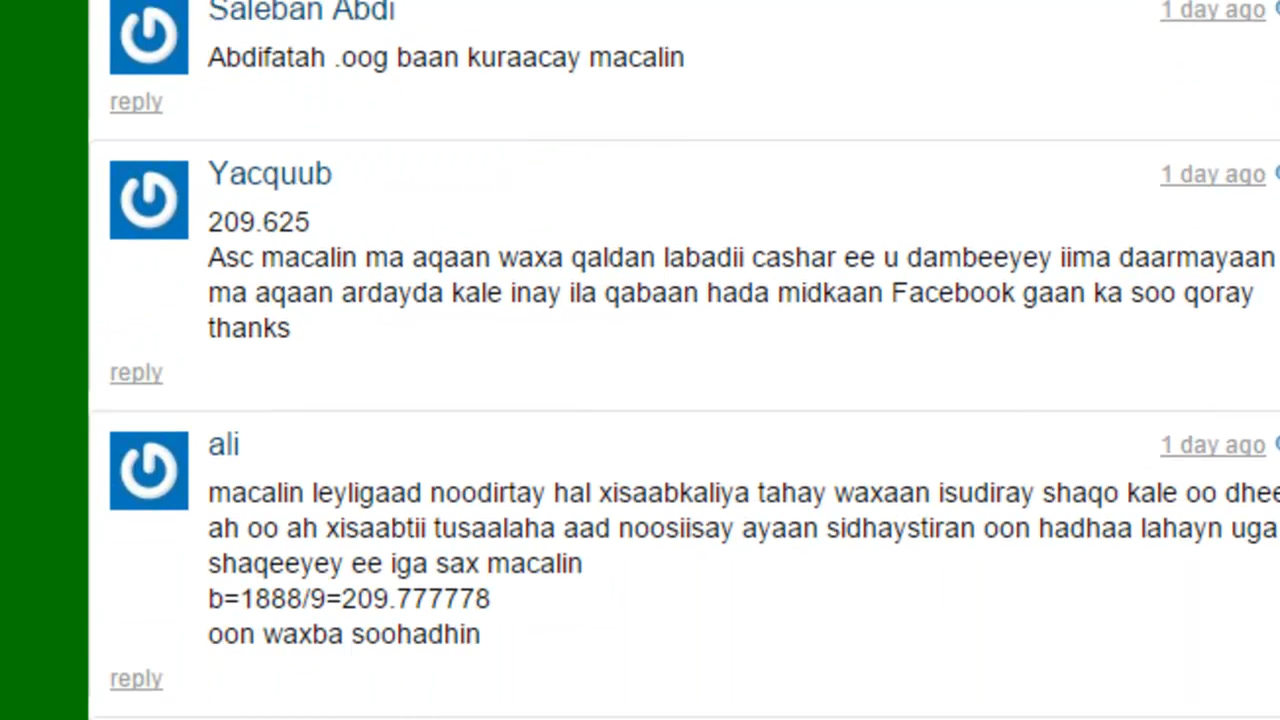 Saleban Abdi 1 day ago
Abdifatah .oog baan kuraacay macalin
reply
Yacquub 1 day ago
209.625
Asc macalin ma aqaan waxa qaldan labadii cashar ee u dambeeyey iima daarmayaan
ma aqaan ardayda kale inay ila qabaan hada midkaan Facebook gaan ka soo qoray
thanks
reply
ali 1 day ago
macalin leyligaad noodirtay hal xisaabkaliya tahay waxaan isudiray shaqo kale oo dhee
ah oo ah xisaabtii tusaalaha aad noosiisay ayaan sidhaystiran oon hadhaa lahayn uga
shaqeeyey ee iga sax macalin
b=1888/9=209.777778
oon waxba soohadhin
reply